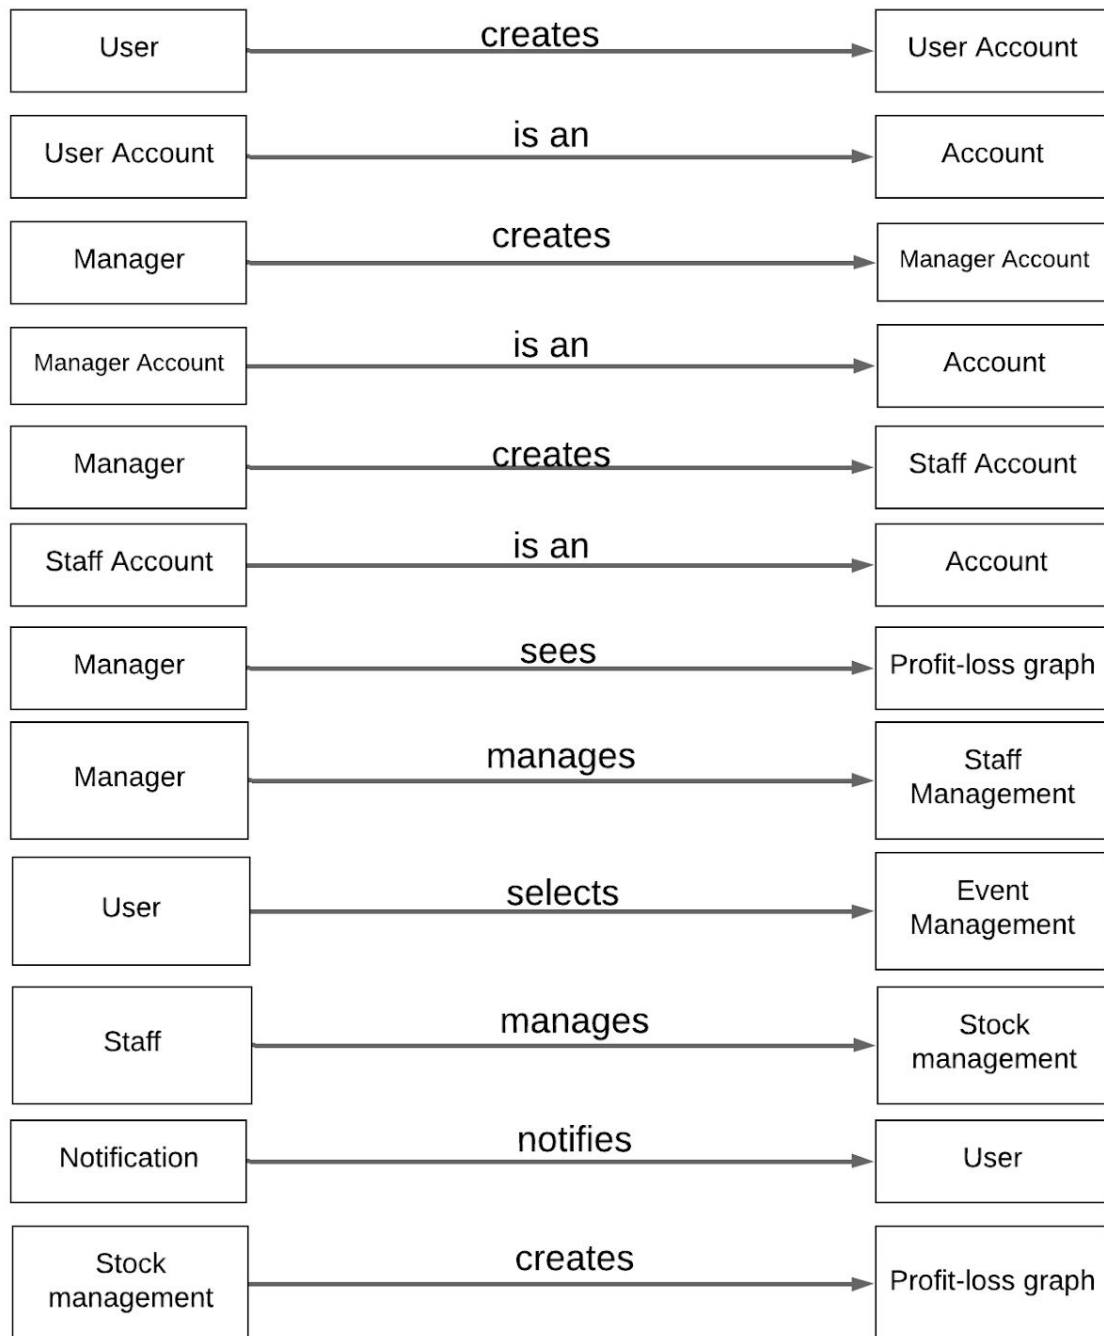 User creates User Account
User Account is an Account
Manager creates Manager Account
Manager Account is an Account
Manager creates Staff Account
Staff Account is an Account
Manager sees Profit-loss graph
Manager manages Staff
Management
User selects Event
Management
Staff manages Stock
management
Notification notifies User
Stock
management creates Profit-loss graph